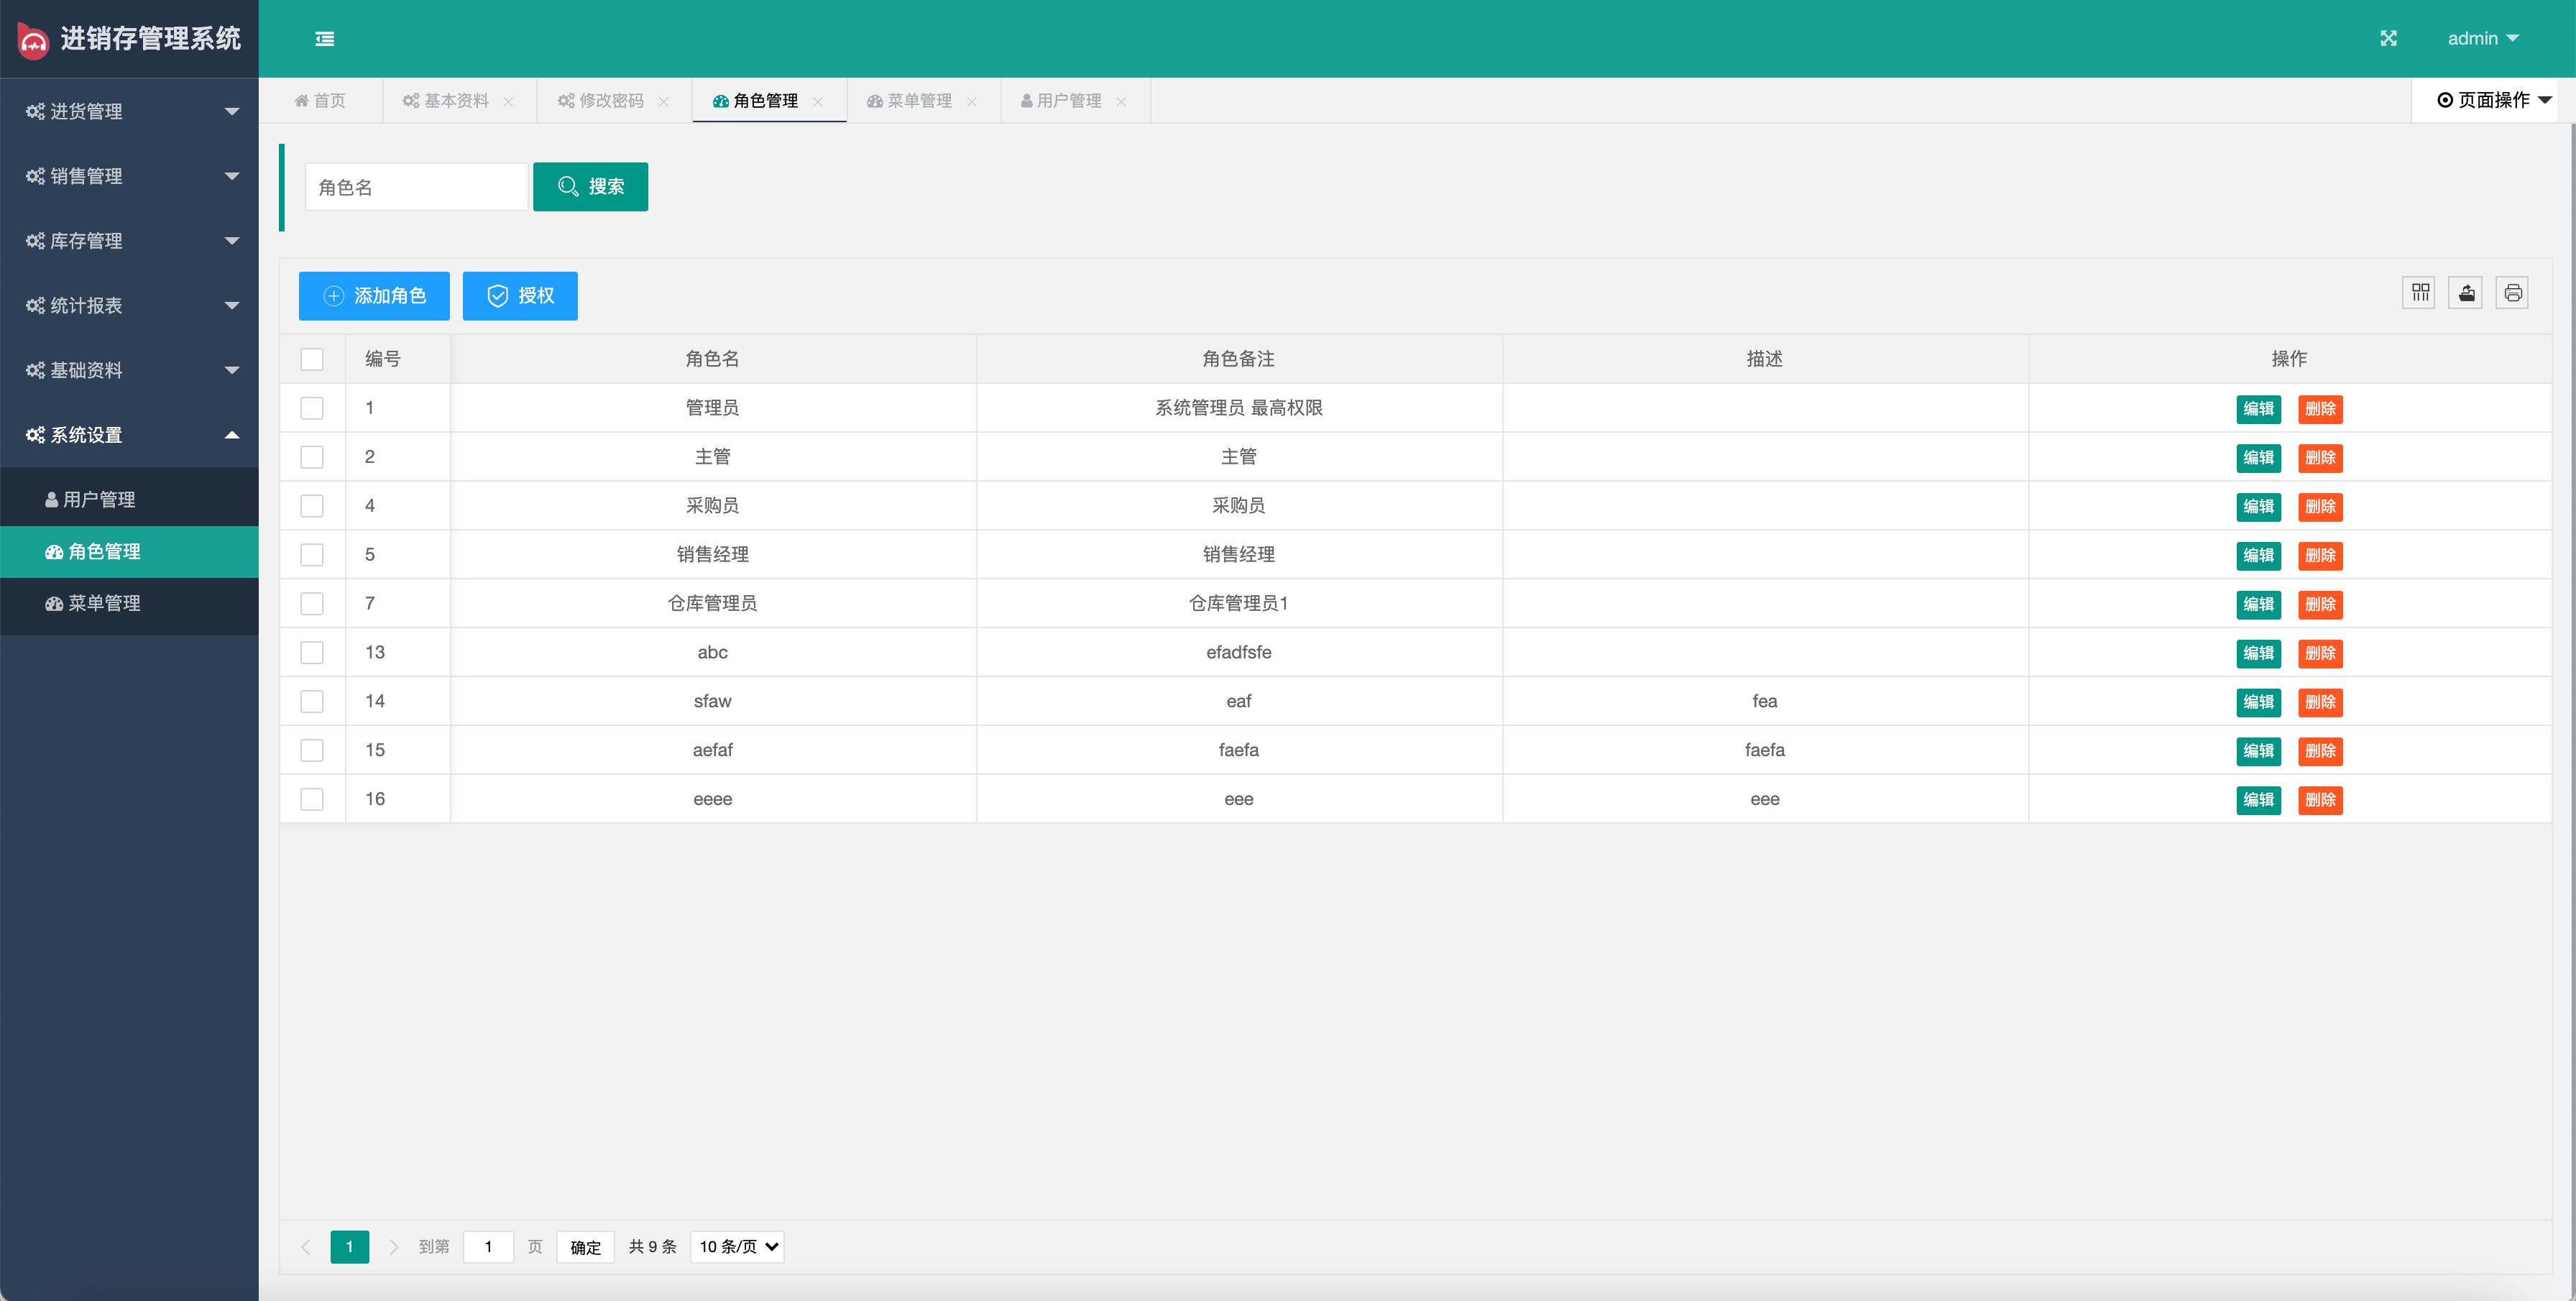 进销存管理系统
admin
进货管理
销售管理
库存管理
统计报表
基础资料
系统设置
用户管理
角色管理
菜单管理
首页 基本资料 修改密码 角色管理 菜单管理 用户管理 页面操作
角色名 搜索
添加角色 授权
编号 角色名 角色备注 描述 操作
1 管理员 系统管理员 最高权限 编辑 删除
2 主管 主管 编辑 删除
4 采购员 采购员 编辑 删除
5 销售经理 销售经理 编辑 删除
7 仓库管理员 仓库管理员1 编辑 删除
13 abc efadfsfe 编辑 删除
14 sfaw eaf fea 编辑 删除
15 aefaf faefa faefa 编辑 删除
16 eeee eee eee 编辑 删除
1 到第 1 页 确定 共 9 条 10 条/页